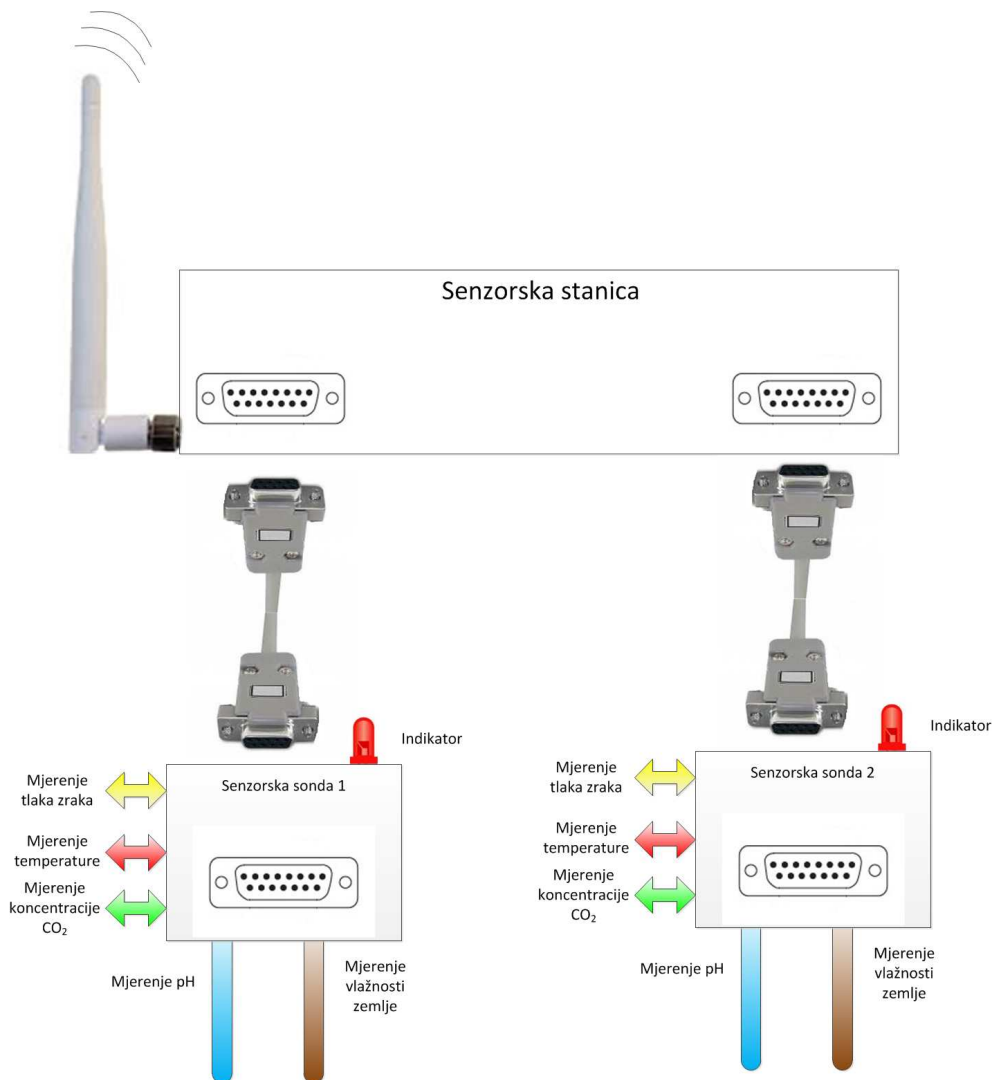 Senzorska stanica
Indikator
Senzorska sonda 1
Mjerenje
tlaka zraka
Mjerenje
temperature
Mjerenje
koncentracije
CO₂
Mjerenje pH
Mjerenje
vlažnosti
zemlje
Indikator
Senzorska sonda 2
Mjerenje
tlaka zraka
Mjerenje
temperature
Mjerenje
koncentracije
CO₂
Mjerenje pH
Mjerenje
vlažnosti
zemlje